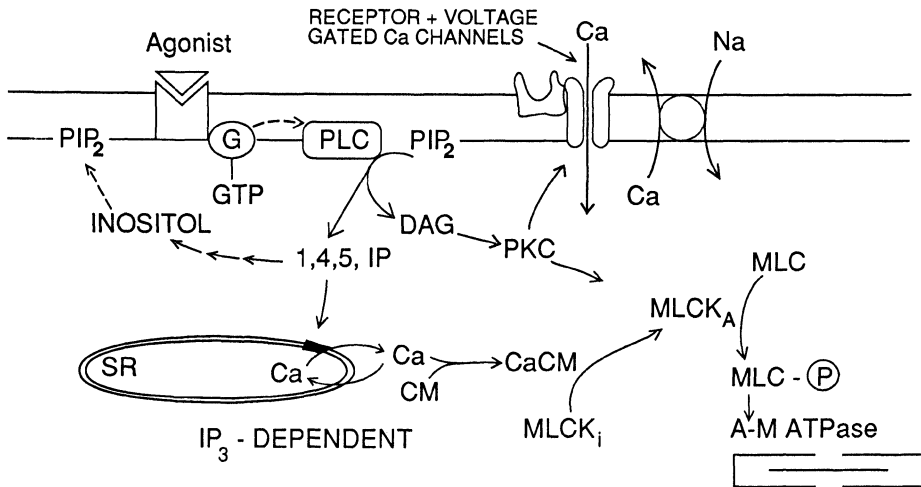 RECEPTOR + VOLTAGE
GATED Ca CHANNELS
Ca
Na
Agonist
PIP2
G
PLC
PIP2
GTP
Ca
INOSITOL
DAG
PKC
1,4,5, IP
MLC
MLCKA
SR
Ca
Ca
CaCM
CM
MLC - P
IP3 - DEPENDENT
MLCKi
A-M ATPase